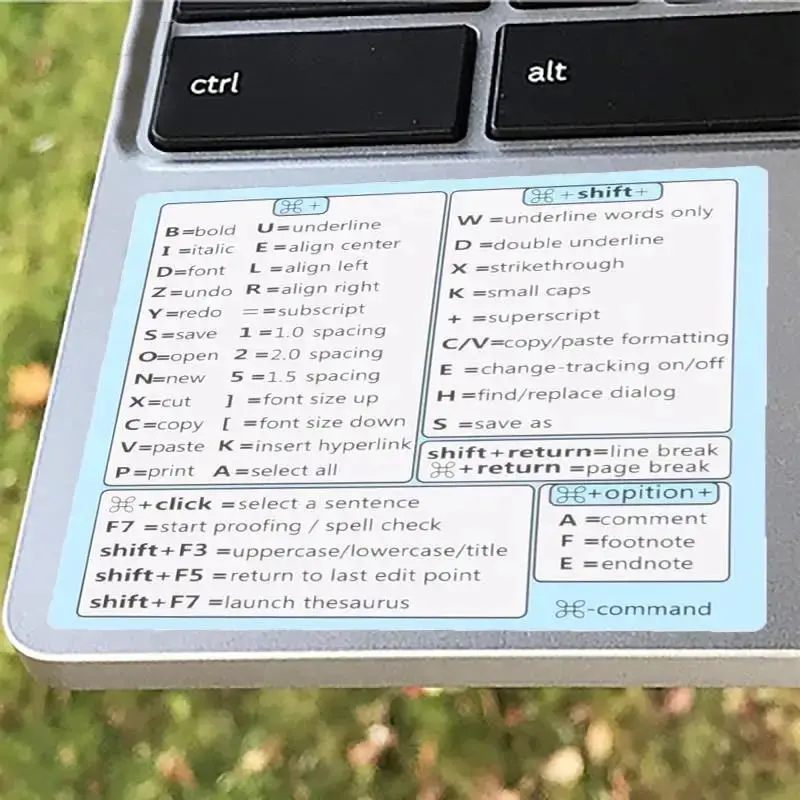 ctrl
alt
⌘+
B=bold U=underline
I =italic E =align center
D=font L =align left
Z=undo R =align right
Y=redo = =subscript
S=save 1 =1.0 spacing
O=open 2 =2.0 spacing
N=new 5 =1.5 spacing
X=cut ] =font size up
C=copy [ =font size down
V=paste K =insert hyperlink
P=print A =select all
⌘+shift+
W =underline words only
D =double underline
X =strikethrough
K =small caps
+ =superscript
C/V=copy/paste formatting
E =change-tracking on/off
H =find/replace dialog
S =save as
shift+return=line break
⌘+return =page break
⌘+click =select a sentence
F7 =start proofing / spell check
shift+F3 =uppercase/lowercase/title
shift+F5 =return to last edit point
shift+F7 =launch thesaurus
⌘+opition+
A =comment
F =footnote
E =endnote
⌘-command